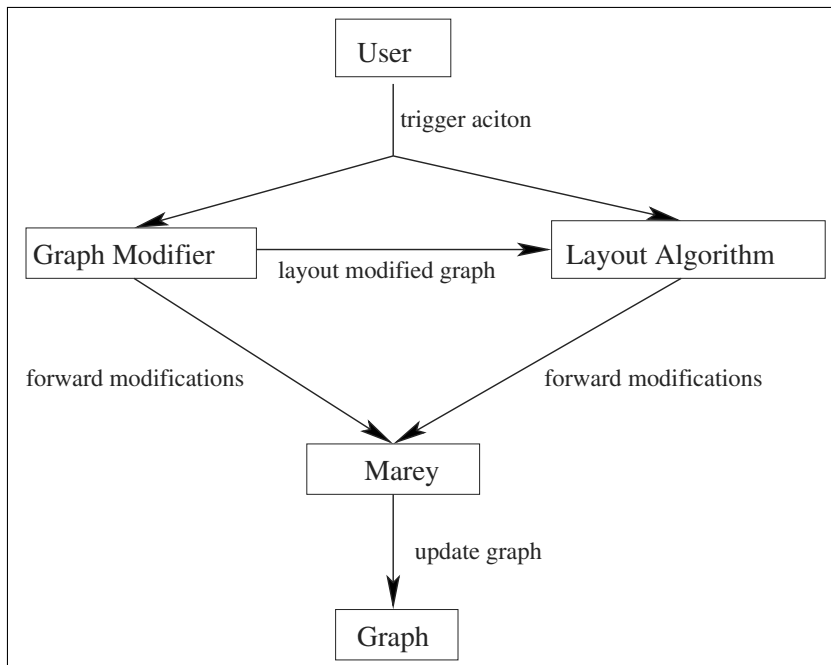 User
trigger aciton
Graph Modifier
Layout Algorithm
layout modified graph
forward modifications
forward modifications
Marey
update graph
Graph